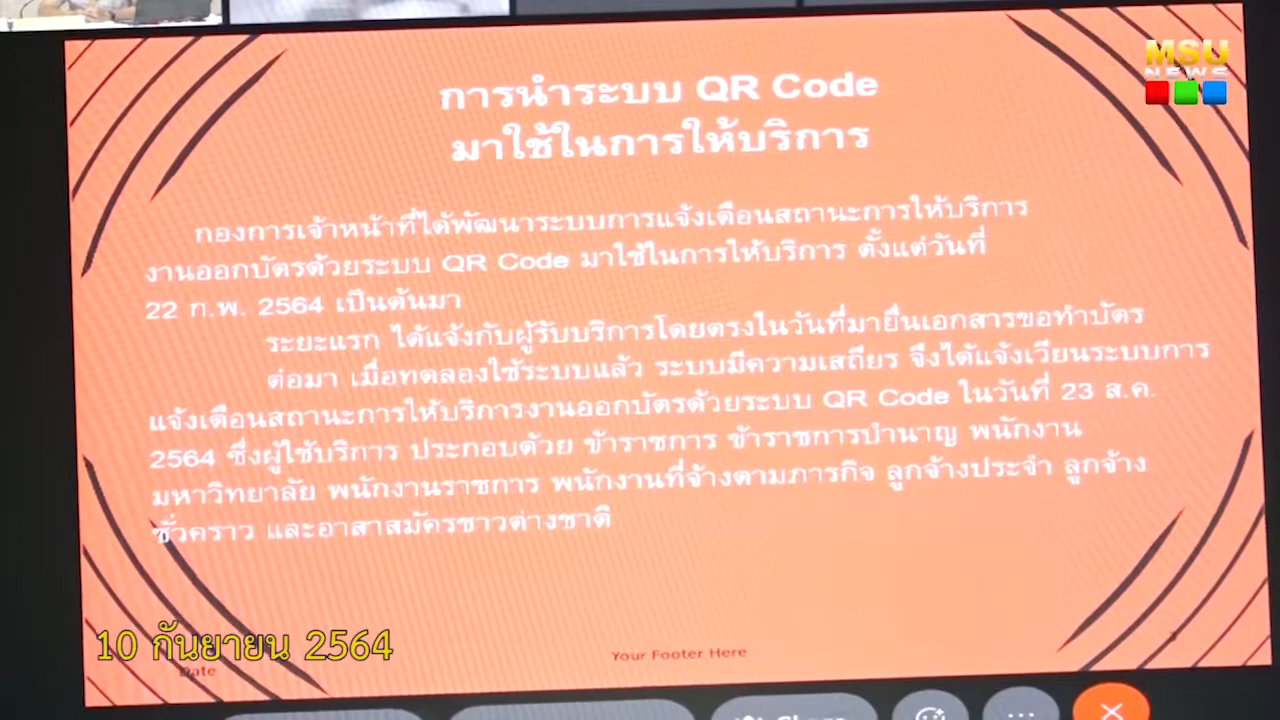 MSU
NEWS
การนำระบบ QR Code
มาใช้ในการให้บริการ
กองการเจ้าหน้าที่ได้พัฒนาระบบการแจ้งเตือนสถานะการให้บริการ
งานออกบัตรด้วยระบบ QR Code มาใช้ในการให้บริการ ตั้งแต่วันที่
22 ก.พ. 2564 เป็นต้นมา
ระยะแรก ได้แจ้งกับผู้รับบริการโดยตรงในวันที่มายื่นเอกสารขอทำบัตร
ต่อมา เมื่อทดลองใช้ระบบแล้ว ระบบมีความเสถียร จึงได้แจ้งเวียนระบบการ
แจ้งเตือนสถานะการให้บริการงานออกบัตรด้วยระบบ QR Code ในวันที่ 23 ส.ค.
2564 ซึ่งผู้ใช้บริการ ประกอบด้วย ข้าราชการ ข้าราชการบำนาญ พนักงาน
มหาวิทยาลัย พนักงานราชการ พนักงานที่จ้างตามภารกิจ ลูกจ้างประจำ ลูกจ้าง
ชั่วคราว และอาสาสมัครชาวต่างชาติ
10 กันยายน 2564
Date
Your Footer Here
Share